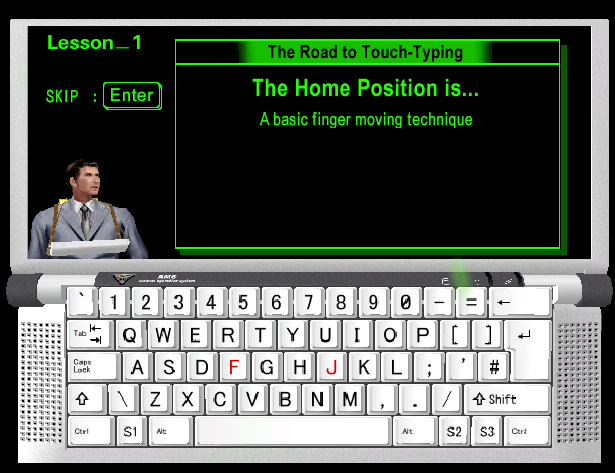 Lesson_1
The Road to Touch-Typing
SKIP : Enter
The Home Position is...
A basic finger moving technique
AMS
` 1 2 3 4 5 6 7 8 9 0 - = ←
Tab Q W E R T Y U I O P [ ]
Caps Lock A S D F G H J K L ; ' #
\ Z X C V B N M , . / Shift
Ctrl S1 Alt Alt S2 S3 Ctrl